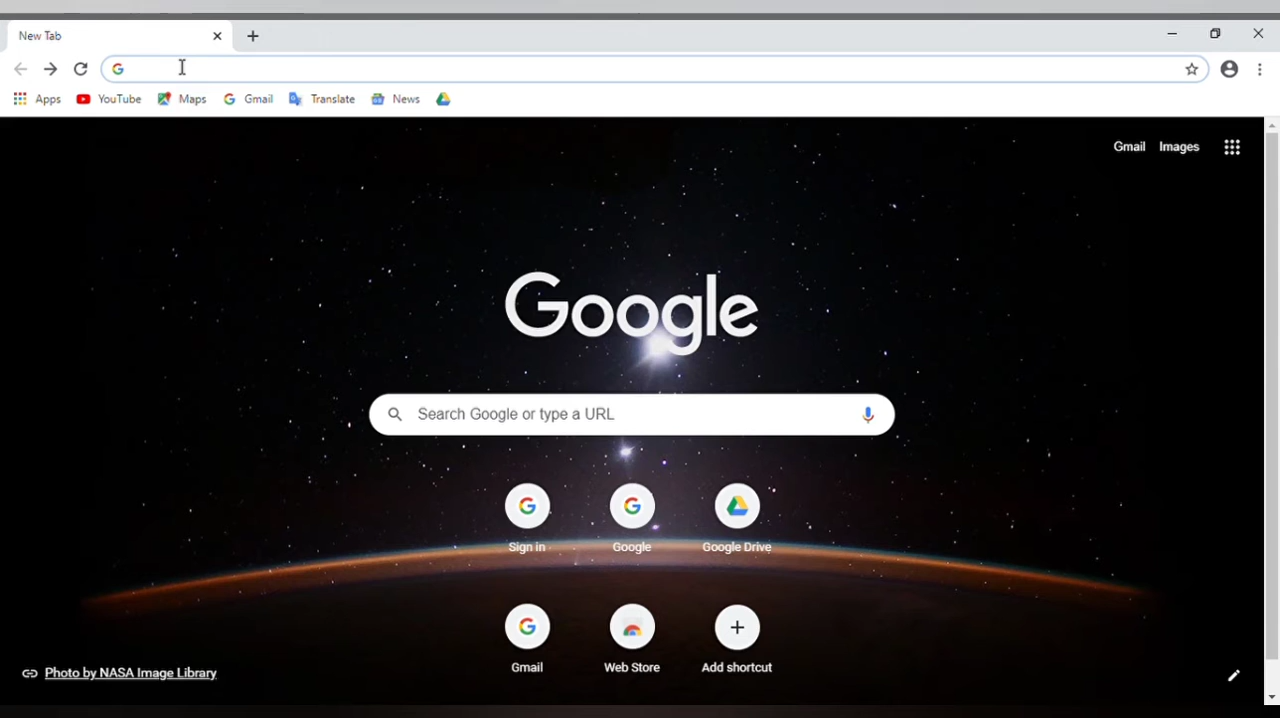 New Tab
Apps YouTube Maps Gmail Translate News
Gmail Images
Google
Search Google or type a URL
Sign in Google Google Drive
Gmail Web Store Add shortcut
Photo by NASA Image Library